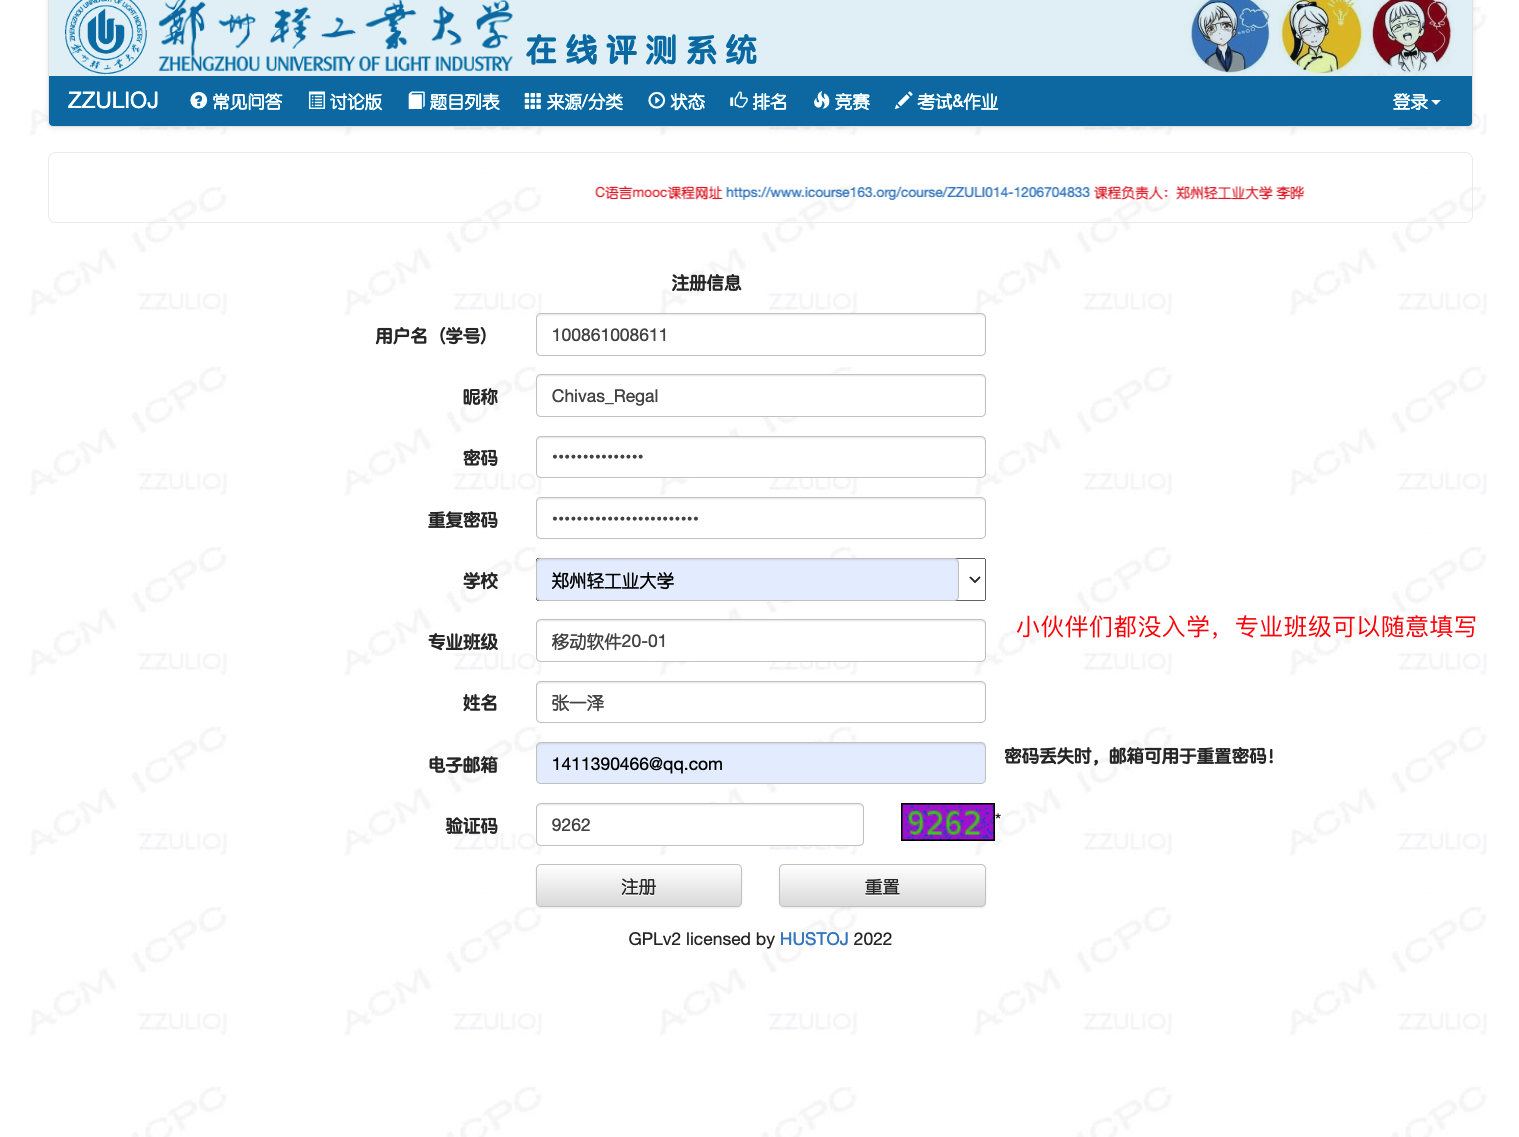 郑州轻工业大学 在线评测系统
ZHENGZHOU UNIVERSITY OF LIGHT INDUSTRY
ZZULIOJ 常见问答 讨论版 题目列表 来源/分类 状态 排名 竞赛 考试&作业 登录
C语言mooc课程网址 https://www.icourse163.org/course/ZZULI014-1206704833 课程负责人：郑州轻工业大学 李晔
注册信息
用户名（学号） 100861008611
昵称 Chivas_Regal
密码 •••••••••••••••
重复密码 ••••••••••••••••••••••••
学校 郑州轻工业大学
小伙伴们都没入学，专业班级可以随意填写
专业班级 移动软件20-01
姓名 张一泽
电子邮箱 1411390466@qq.com 密码丢失时，邮箱可用于重置密码！
验证码 9262 9262 *
注册 重置
GPLv2 licensed by HUSTOJ 2022
ACM ICPC
ZZULIOJ